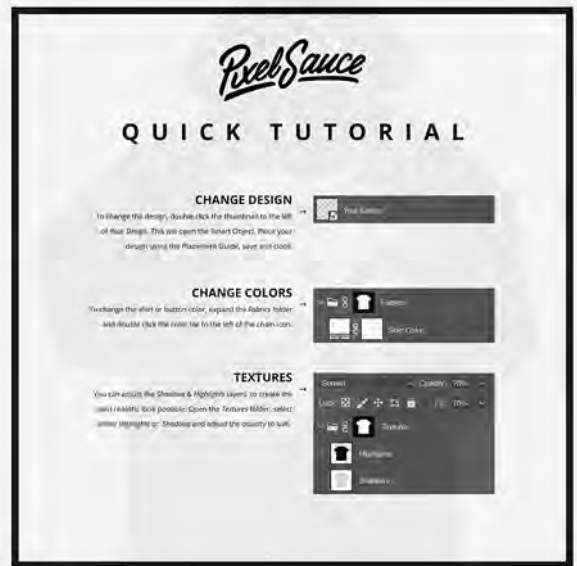 PixelSauce
QUICK TUTORIAL
CHANGE DESIGN
To change the design, double click the thumbnail to the left
of Your Design. This will open the Smart Object. Place your
design using the Placement Guide, save and close.
→
Your Design
CHANGE COLORS
To change the shirt or button color, expand the Fabrics folder
and double click the color tile to the left of the chain icon.
→
Fabrics
Shirt Color
TEXTURES
You can adjust the Shadows & Highlights layers, to create the
most realistic look possible. Open the Textures folder, select
either Highlights or Shadows and adjust the opacity to suit.
→
Screen Opacity: 70%
Lock: Fill: 70%
Textures
Highlights
Shadows